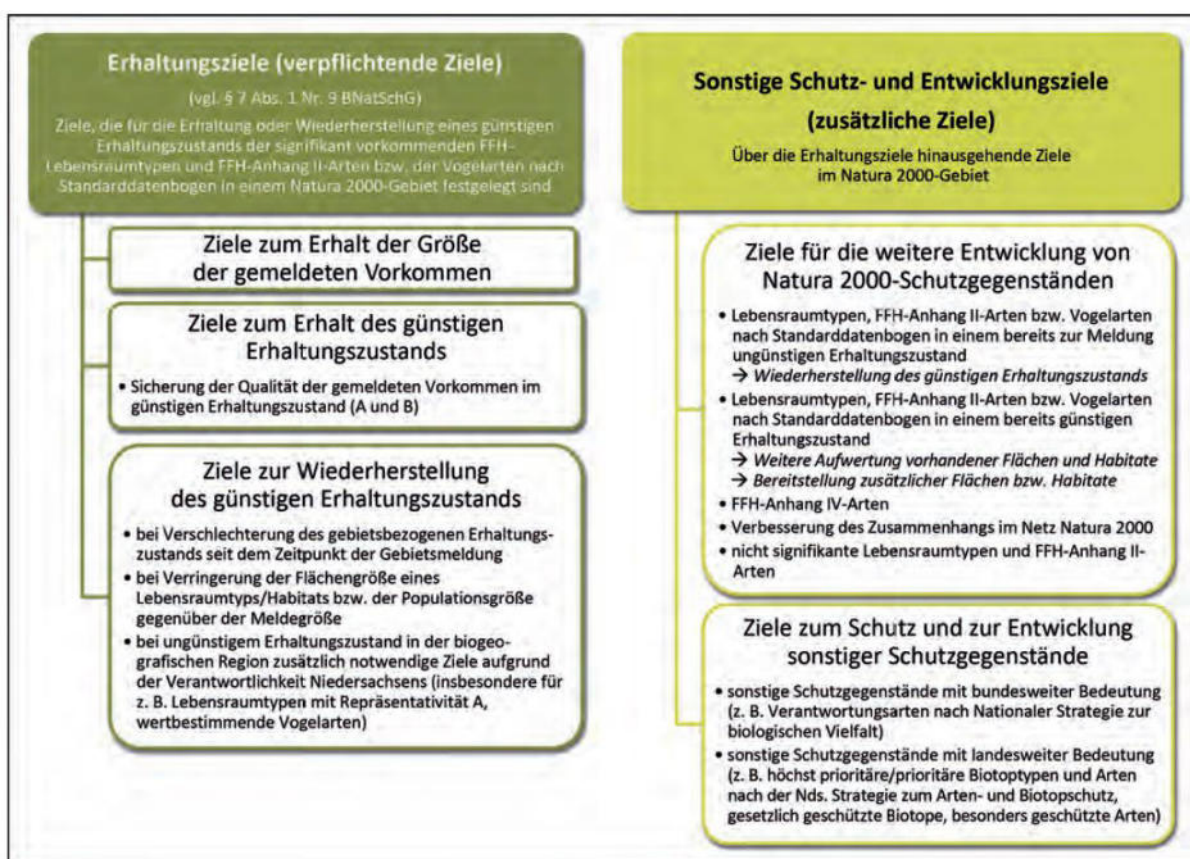 Erhaltungsziele (verpflichtende Ziele)
(vgl. § 7 Abs. 1 Nr. 9 BNatSchG)
Ziele, die für die Erhaltung oder Wiederherstellung eines günstigen
Erhaltungszustands der signifikant vorkommenden FFH-
Lebensraumtypen und FFH-Anhang II-Arten bzw. der Vogelarten nach
Standarddatenbogen in einem Natura 2000-Gebiet festgelegt sind
Ziele zum Erhalt der Größe
der gemeldeten Vorkommen
Ziele zum Erhalt des günstigen
Erhaltungszustands
• Sicherung der Qualität der gemeldeten Vorkommen im
günstigen Erhaltungszustand (A und B)
Ziele zur Wiederherstellung
des günstigen Erhaltungszustands
• bei Verschlechterung des gebietsbezogenen Erhaltungs-
zustands seit dem Zeitpunkt der Gebietsmeldung
• bei Verringerung der Flächengröße eines
Lebensraumtyps/Habitats bzw. der Populationsgröße
gegenüber der Meldegröße
• bei ungünstigem Erhaltungszustand in der biogeo-
grafischen Region zusätzlich notwendige Ziele aufgrund
der Verantwortlichkeit Niedersachsens (insbesondere für
z. B. Lebensraumtypen mit Repräsentativität A,
wertbestimmende Vogelarten)
Sonstige Schutz- und Entwicklungsziele
(zusätzliche Ziele)
Über die Erhaltungsziele hinausgehende Ziele
im Natura 2000-Gebiet
Ziele für die weitere Entwicklung von
Natura 2000-Schutzgegenständen
• Lebensraumtypen, FFH-Anhang II-Arten bzw. Vogelarten
nach Standarddatenbogen in einem bereits zur Meldung
ungünstigen Erhaltungszustand
→ Wiederherstellung des günstigen Erhaltungszustands
• Lebensraumtypen, FFH-Anhang II-Arten bzw. Vogelarten
nach Standarddatenbogen in einem bereits günstigen
Erhaltungszustand
→ Weitere Aufwertung vorhandener Flächen und Habitate
→ Bereitstellung zusätzlicher Flächen bzw. Habitate
• FFH-Anhang IV-Arten
• Verbesserung des Zusammenhangs im Netz Natura 2000
• nicht signifikante Lebensraumtypen und FFH-Anhang II-
Arten
Ziele zum Schutz und zur Entwicklung
sonstiger Schutzgegenstände
• sonstige Schutzgegenstände mit bundesweiter Bedeutung
(z. B. Verantwortungsarten nach Nationaler Strategie zur
biologischen Vielfalt)
• sonstige Schutzgegenstände mit landesweiter Bedeutung
(z. B. höchst prioritäre/prioritäre Biotoptypen und Arten
nach der Nds. Strategie zum Arten- und Biotopschutz,
gesetzlich geschützte Biotope, besonders geschützte Arten)